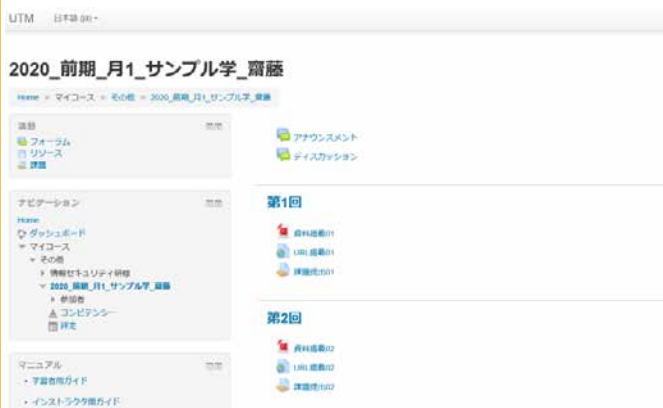 UTM 日本語 (ja)
2020_前期_月1_サンプル学_齋藤
Home マイコース その他 2020_前期_月1_サンプル学_齋藤
フォーラム
リソース
課題
アナウンスメント
ディスカッション
ナビゲーション
Home
ダッシュボード
マイコース
その他
情報セキュリティ研修
2020_前期_月1_サンプル学_齋藤
参加者
コンピテンシー
評定
第1回
資料搭載01
URL搭載01
課題提出01
第2回
資料搭載02
URL搭載02
課題提出02
マニュアル
・学習者用ガイド
・インストラクタ用ガイド